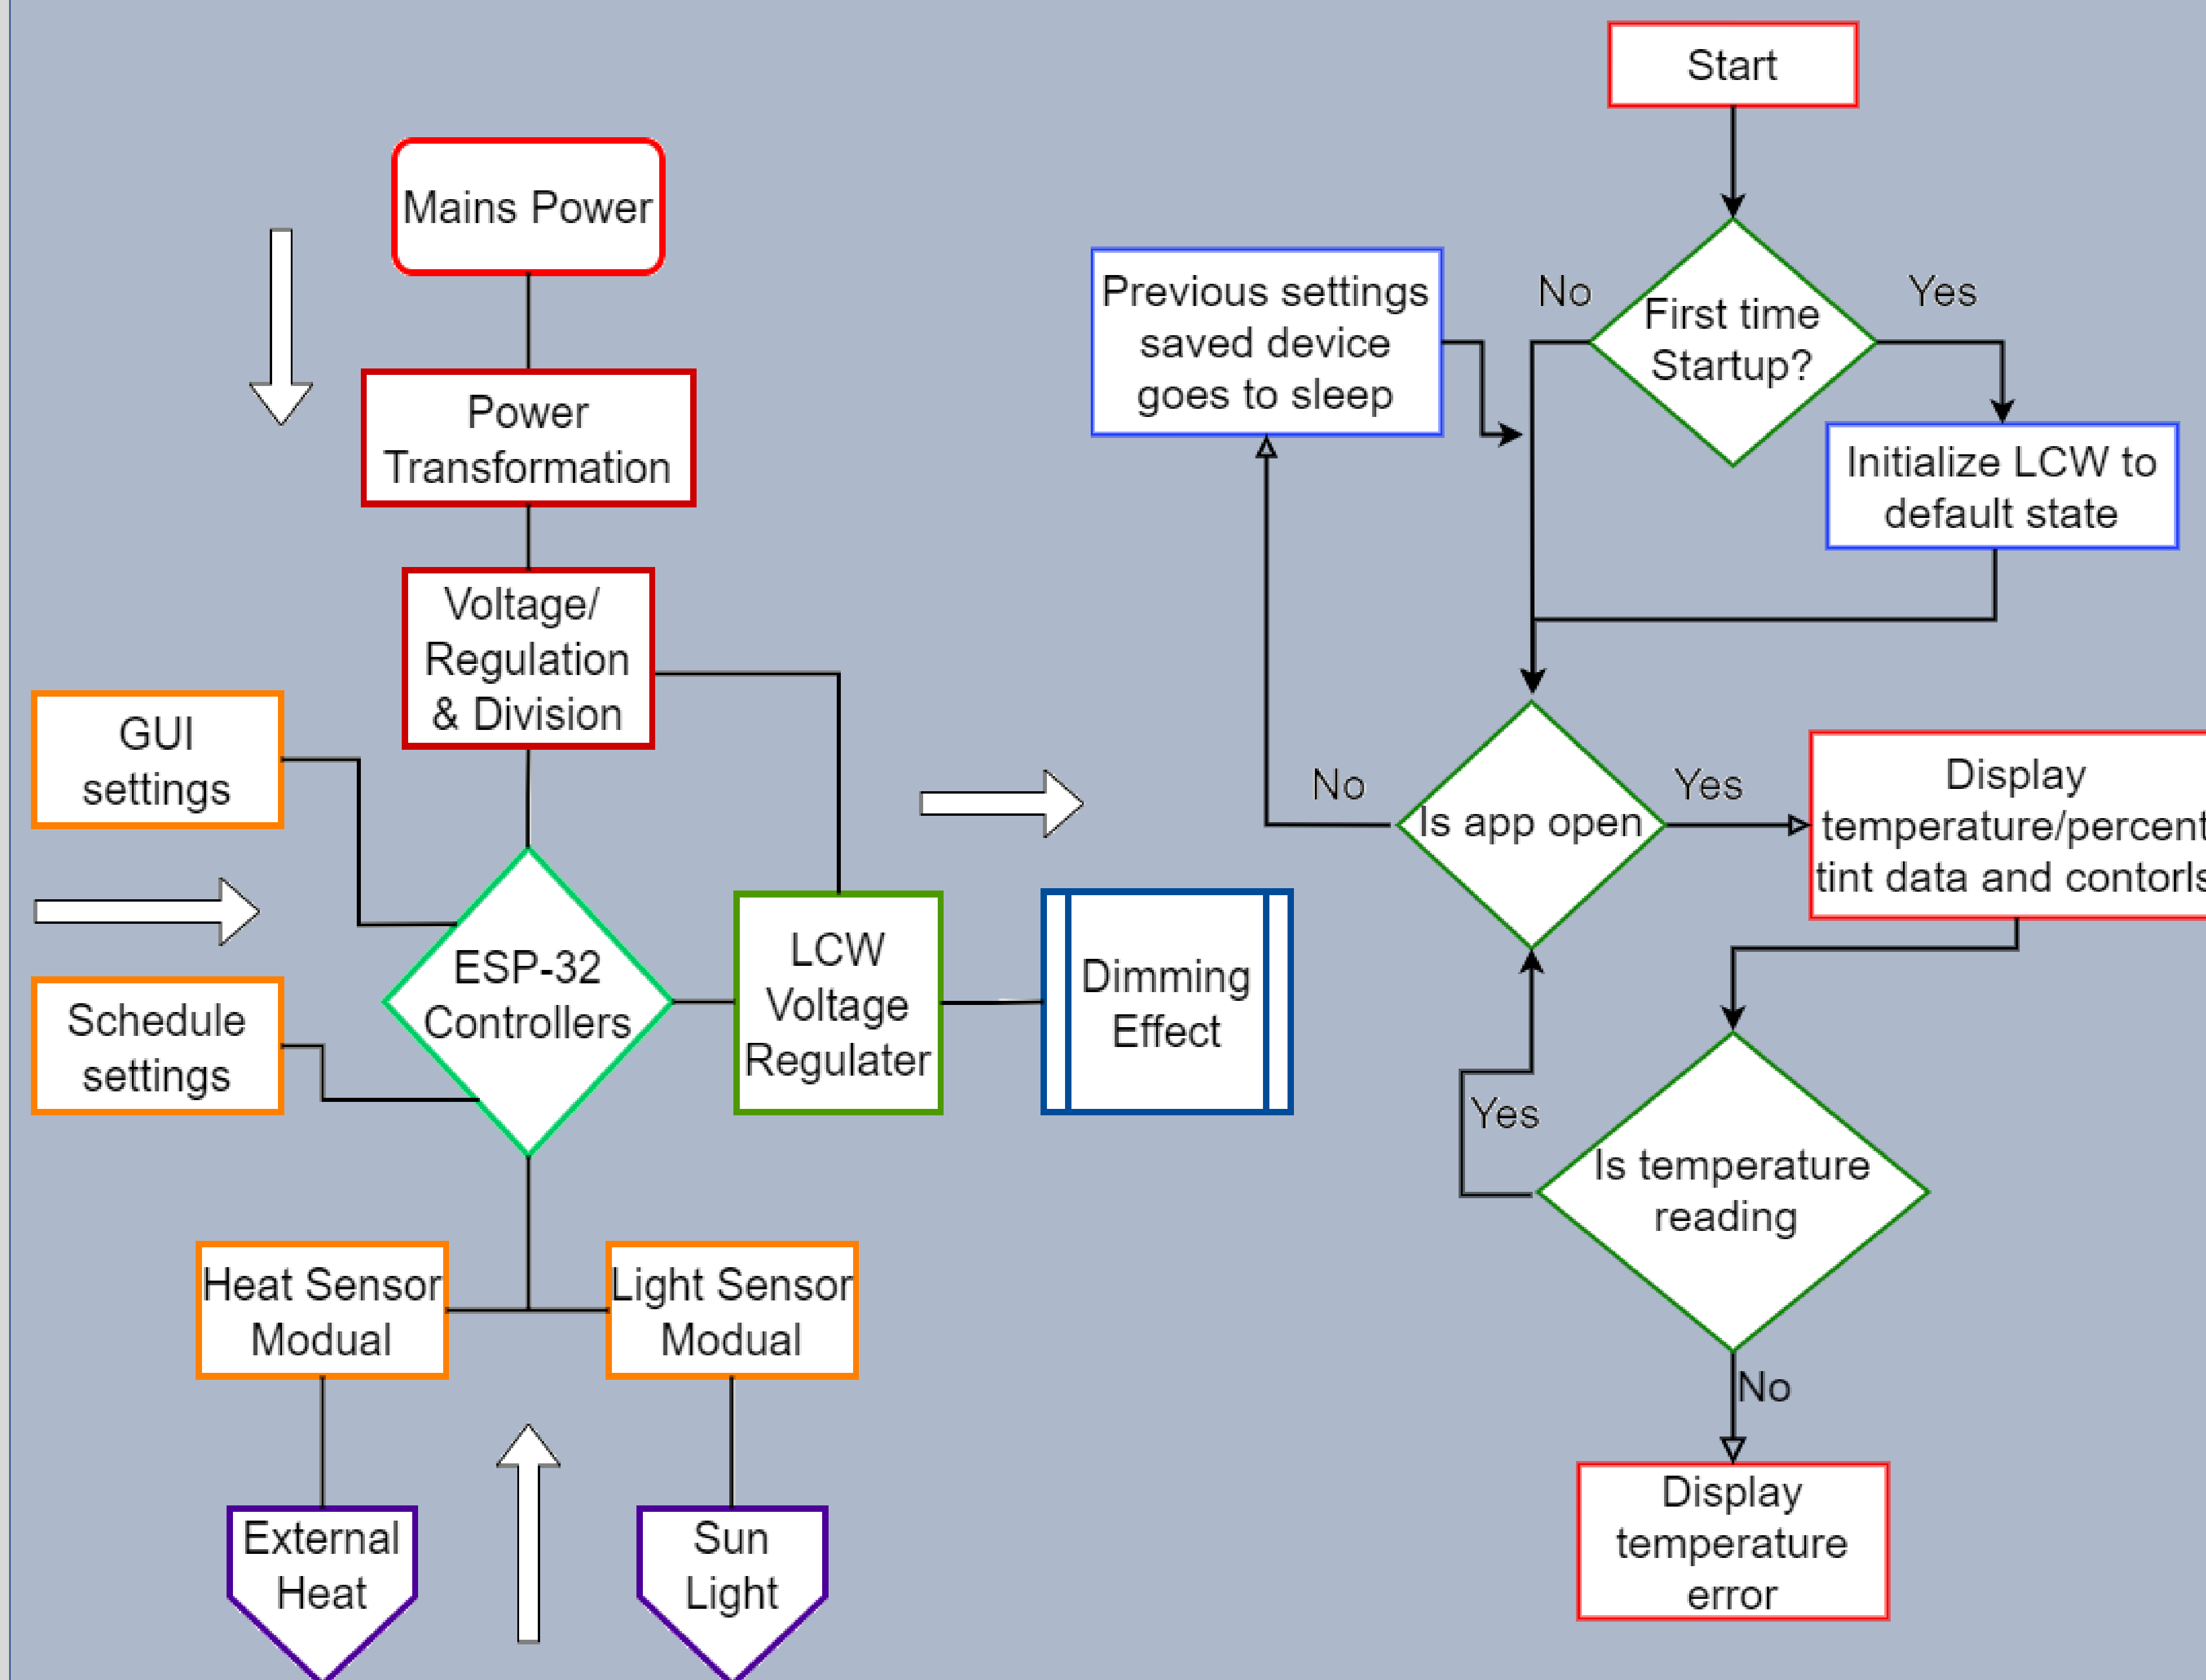 Mains Power
Power
Transformation
Voltage/
Regulation
& Division
GUI
settings
Schedule
settings
ESP-32
Controllers
LCW
Voltage
Regulater
Dimming
Effect
Heat Sensor
Modual
Light Sensor
Modual
External
Heat
Sun
Light
Start
First time
Startup?
No
Yes
Previous settings
saved device
goes to sleep
Initialize LCW to
default state
Is app open
No
Yes
Display
temperature/percent
tint data and contorls
Is temperature
reading
Yes
No
Display
temperature
error